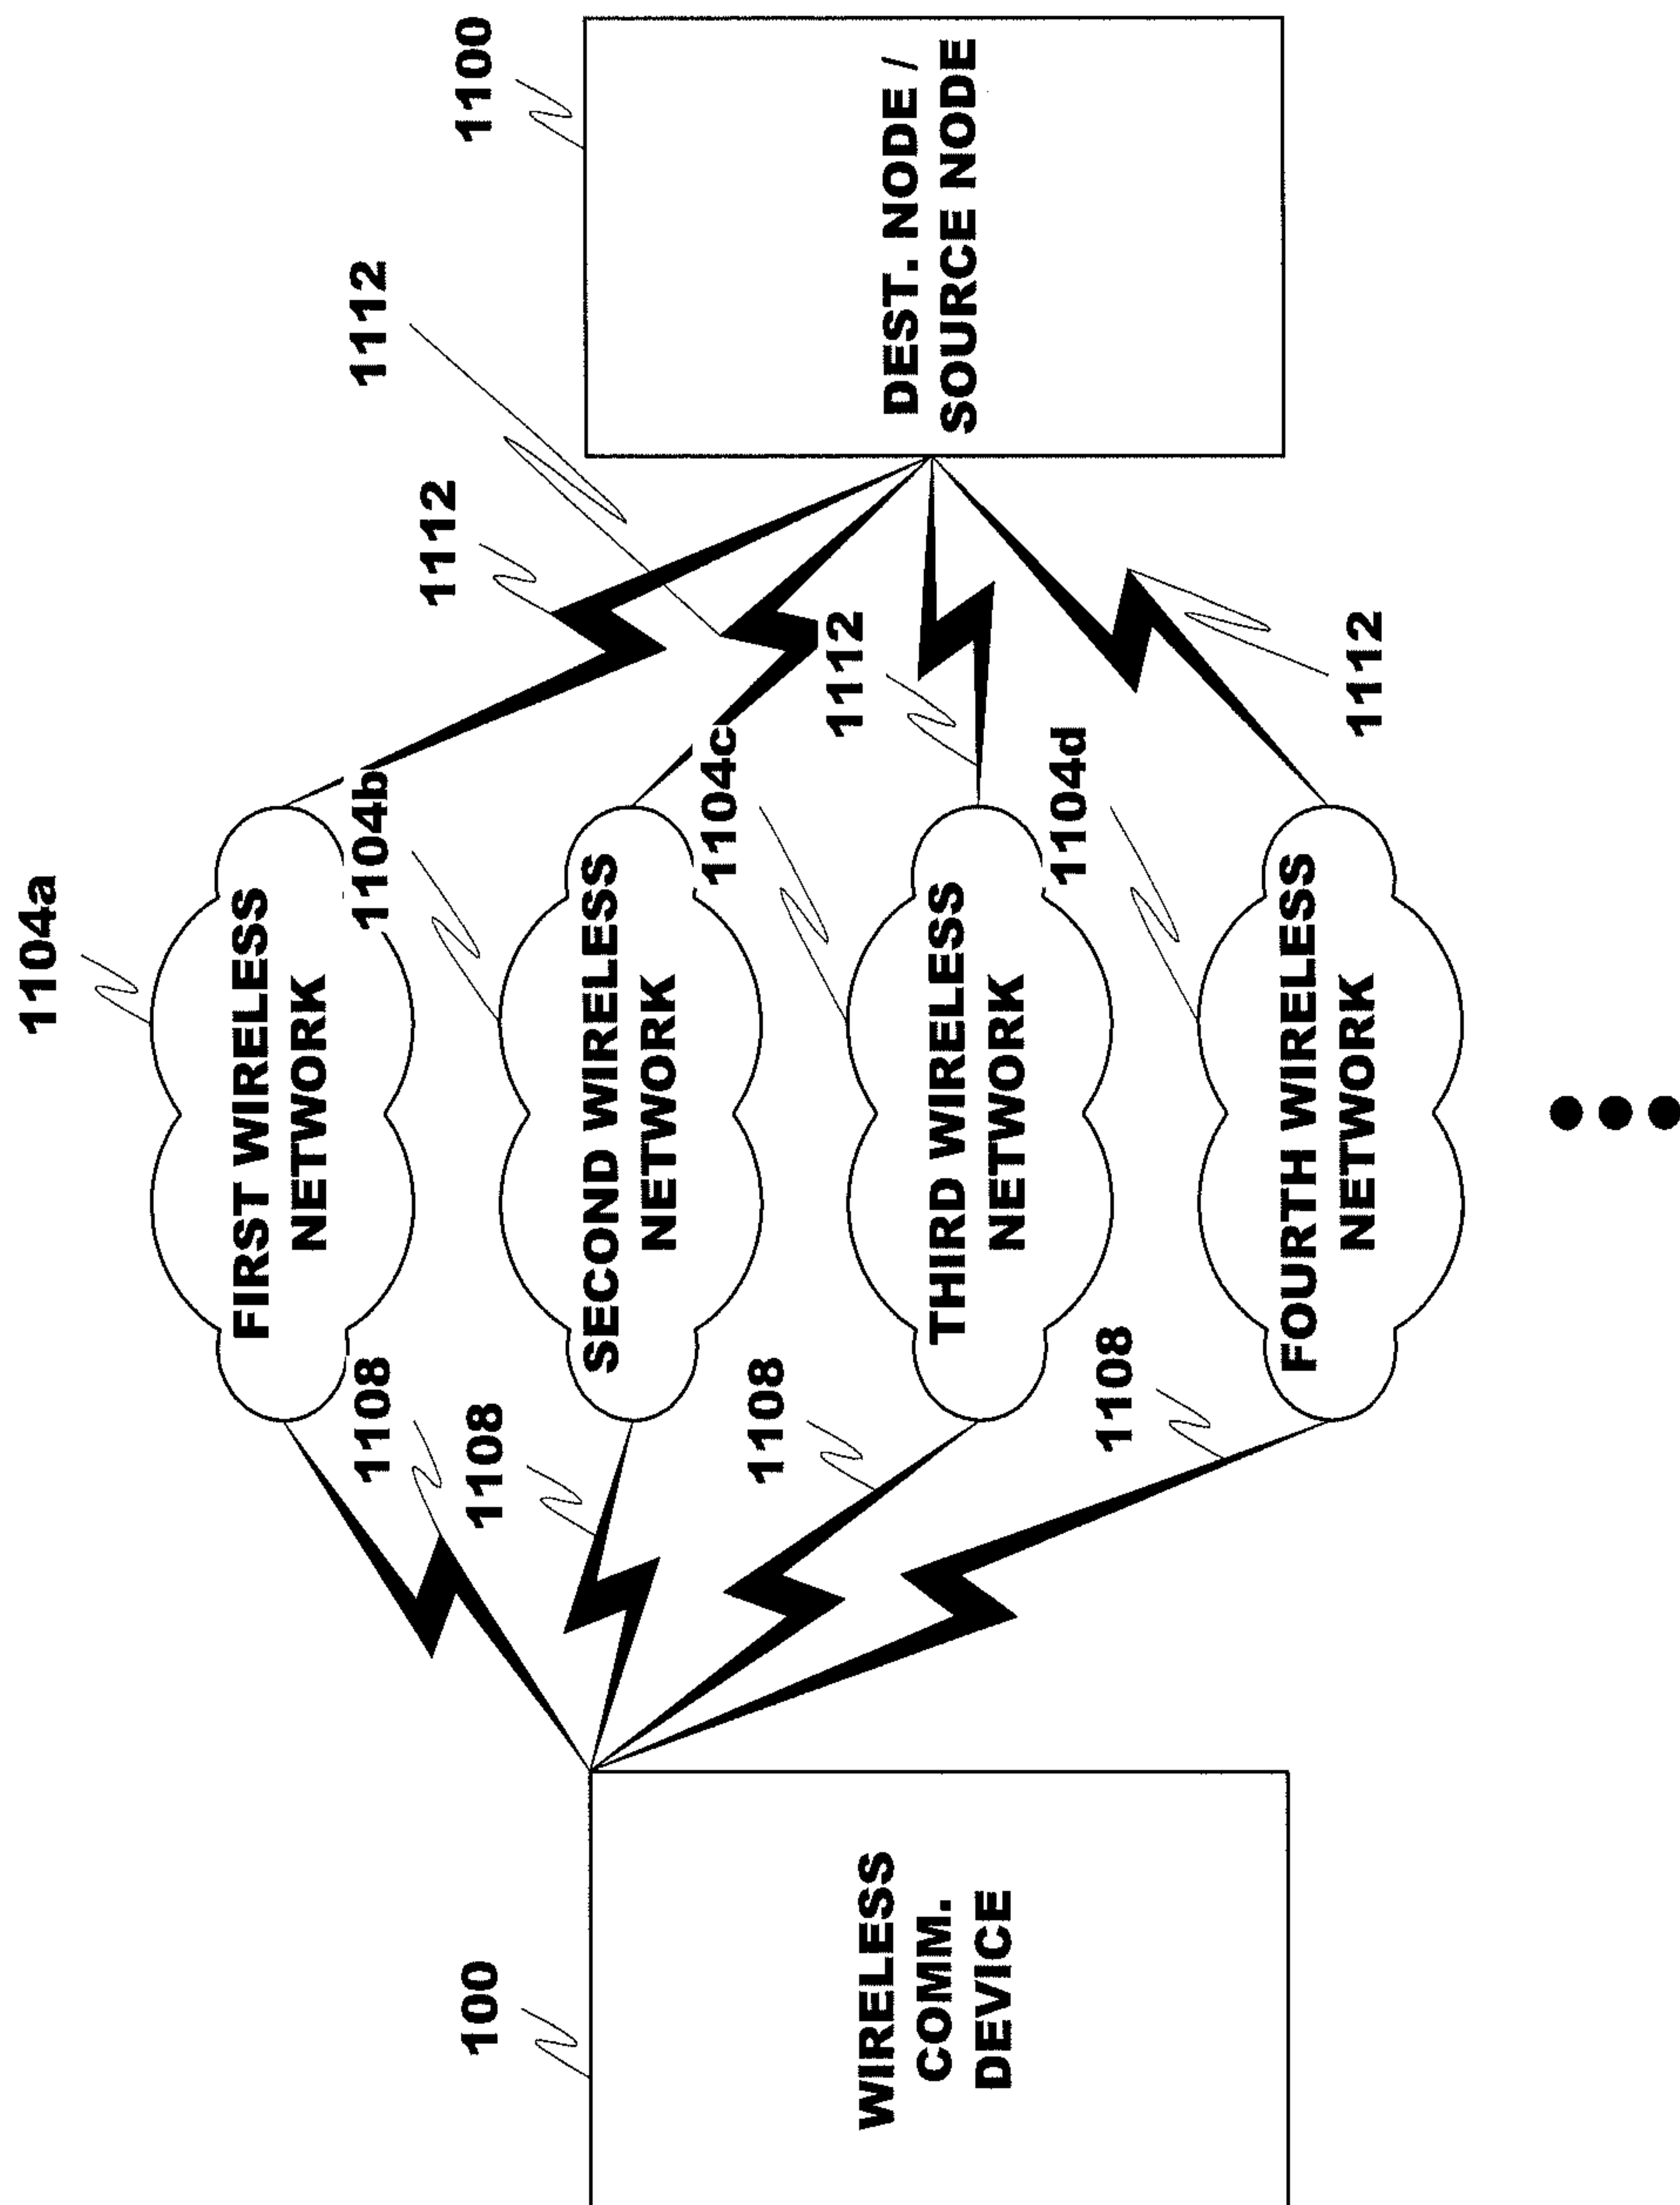 1104a
FIRST WIRELESS
NETWORK
1108
1104b
1112
1112
1100
100
1108
SECOND WIRELESS
NETWORK
1104c
1112
WIRELESS
COMM.
DEVICE
DEST. NODE /
SOURCE NODE
1108
THIRD WIRELESS
NETWORK
1104d
1108
FOURTH WIRELESS
NETWORK
1112